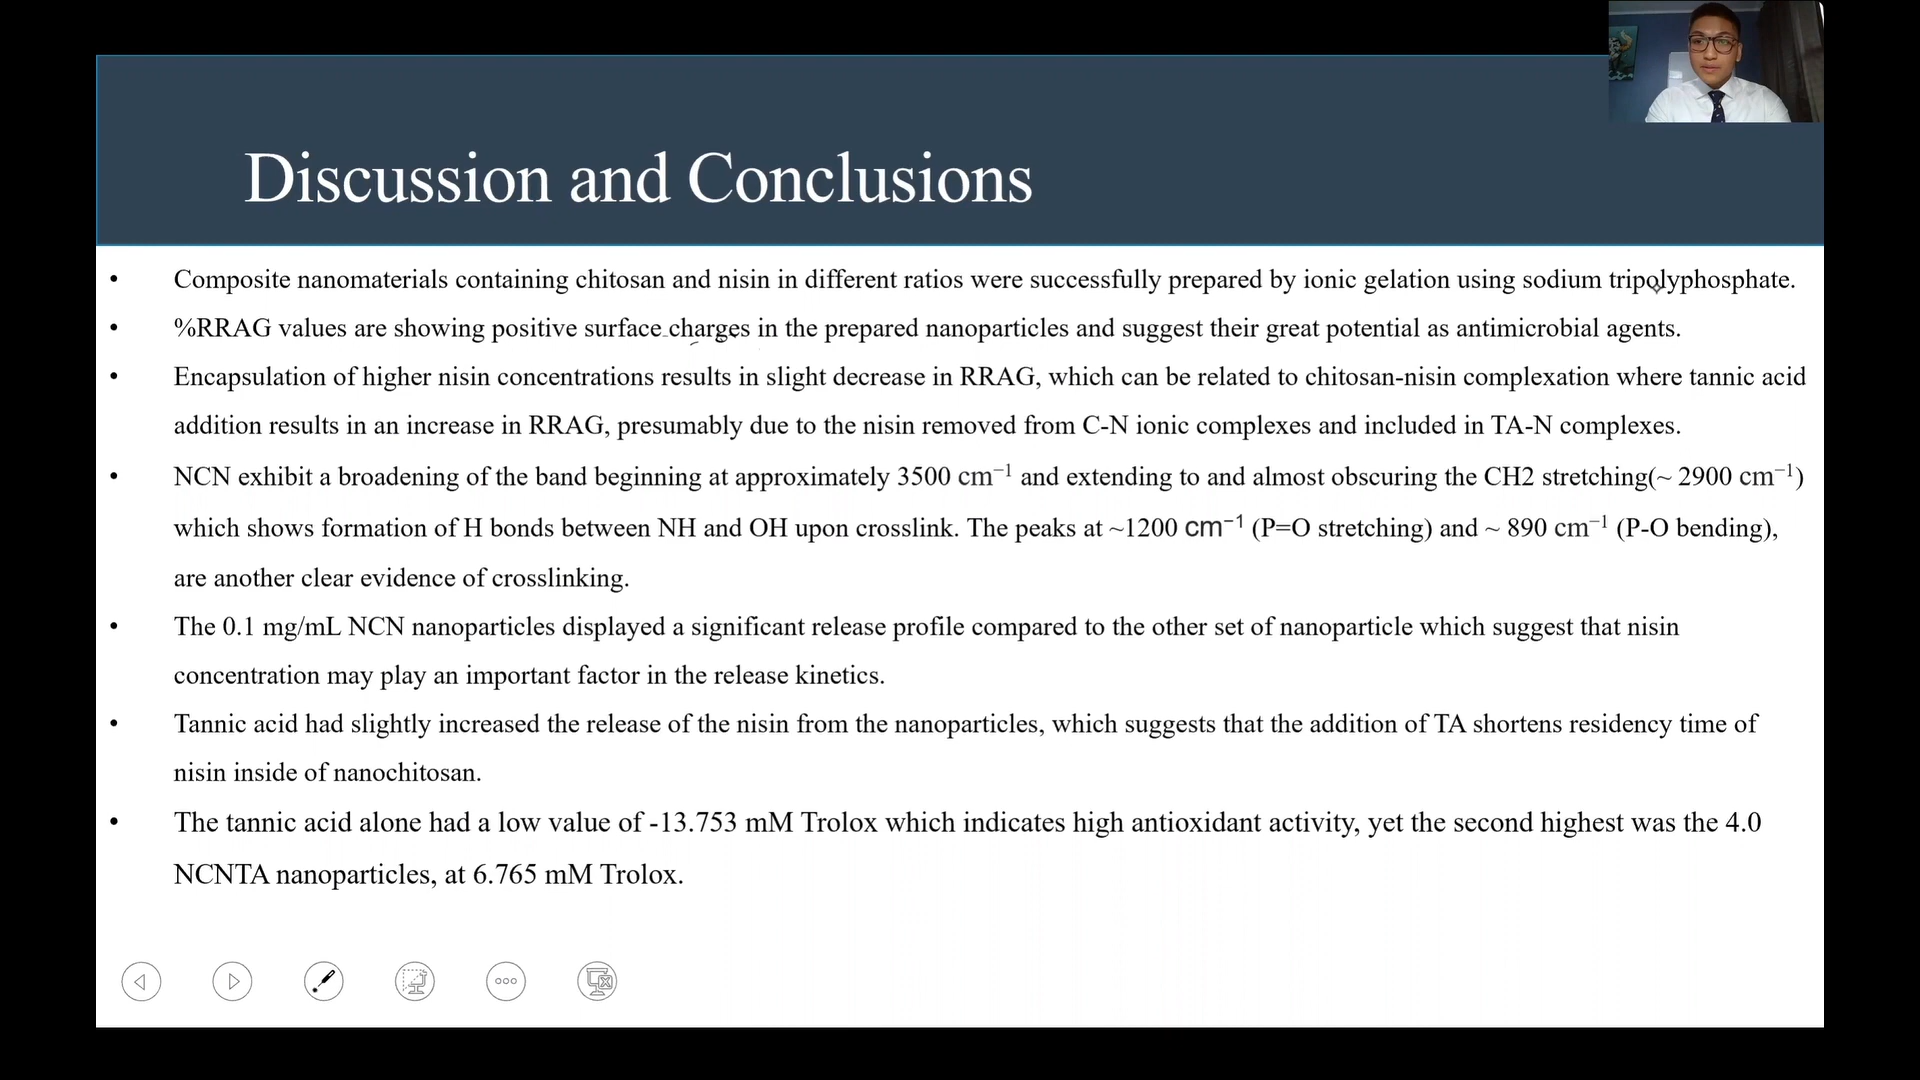 Discussion and Conclusions
• Composite nanomaterials containing chitosan and nisin in different ratios were successfully prepared by ionic gelation using sodium tripolyphosphate.
• %RRAG values are showing positive surface charges in the prepared nanoparticles and suggest their great potential as antimicrobial agents.
• Encapsulation of higher nisin concentrations results in slight decrease in RRAG, which can be related to chitosan-nisin complexation where tannic acid
addition results in an increase in RRAG, presumably due to the nisin removed from C-N ionic complexes and included in TA-N complexes.
• NCN exhibit a broadening of the band beginning at approximately 3500 cm⁻¹ and extending to and almost obscuring the CH2 stretching(~ 2900 cm⁻¹)
which shows formation of H bonds between NH and OH upon crosslink. The peaks at ~1200 cm⁻¹ (P=O stretching) and ~ 890 cm⁻¹ (P-O bending),
are another clear evidence of crosslinking.
• The 0.1 mg/mL NCN nanoparticles displayed a significant release profile compared to the other set of nanoparticle which suggest that nisin
concentration may play an important factor in the release kinetics.
• Tannic acid had slightly increased the release of the nisin from the nanoparticles, which suggests that the addition of TA shortens residency time of
nisin inside of nanochitosan.
• The tannic acid alone had a low value of -13.753 mM Trolox which indicates high antioxidant activity, yet the second highest was the 4.0
NCNTA nanoparticles, at 6.765 mM Trolox.